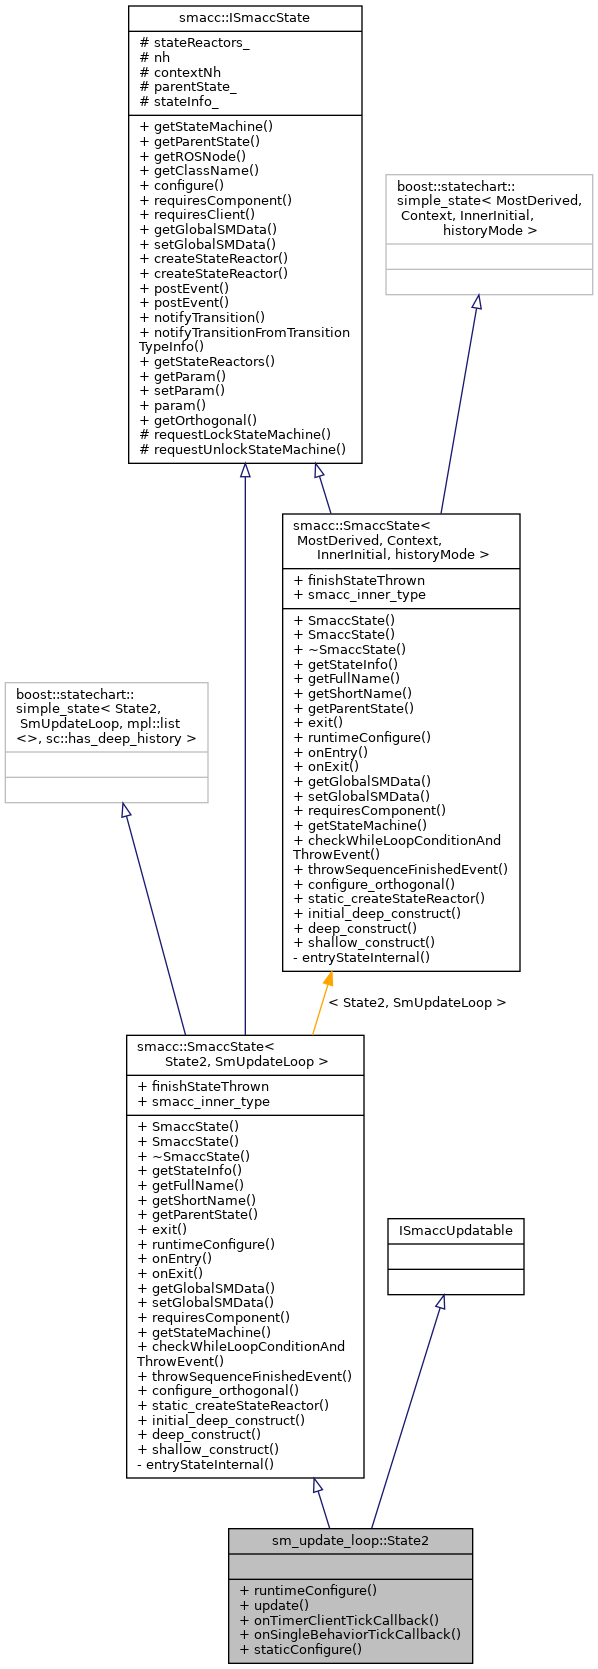 smacc::ISmaccState
# stateReactors_
# nh
# contextNh
# parentState_
# stateInfo_
+ getStateMachine()
+ getParentState()
+ getROSNode()
+ getClassName()
+ configure()
+ requiresComponent()
+ requiresClient()
+ getGlobalSMData()
+ setGlobalSMData()
+ createStateReactor()
+ createStateReactor()
+ postEvent()
+ postEvent()
+ notifyTransition()
+ notifyTransitionFromTransition
TypeInfo()
+ getStateReactors()
+ getParam()
+ setParam()
+ param()
+ getOrthogonal()
# requestLockStateMachine()
# requestUnlockStateMachine()
boost::statechart::
simple_state< MostDerived,
Context, InnerInitial,
historyMode >
smacc::SmaccState<
MostDerived, Context,
InnerInitial, historyMode >
+ finishStateThrown
+ smacc_inner_type
+ SmaccState()
+ SmaccState()
+ ~SmaccState()
+ getStateInfo()
+ getFullName()
+ getShortName()
+ getParentState()
+ exit()
+ runtimeConfigure()
+ onEntry()
+ onExit()
+ getGlobalSMData()
+ setGlobalSMData()
+ requiresComponent()
+ getStateMachine()
+ checkWhileLoopConditionAnd
ThrowEvent()
+ throwSequenceFinishedEvent()
+ configure_orthogonal()
+ static_createStateReactor()
+ initial_deep_construct()
+ deep_construct()
+ shallow_construct()
- entryStateInternal()
boost::statechart::
simple_state< State2,
SmUpdateLoop, mpl::list
<>, sc::has_deep_history >
< State2, SmUpdateLoop >
smacc::SmaccState<
State2, SmUpdateLoop >
+ finishStateThrown
+ smacc_inner_type
+ SmaccState()
+ SmaccState()
+ ~SmaccState()
+ getStateInfo()
+ getFullName()
+ getShortName()
+ getParentState()
+ exit()
+ runtimeConfigure()
+ onEntry()
+ onExit()
+ getGlobalSMData()
+ setGlobalSMData()
+ requiresComponent()
+ getStateMachine()
+ checkWhileLoopConditionAnd
ThrowEvent()
+ throwSequenceFinishedEvent()
+ configure_orthogonal()
+ static_createStateReactor()
+ initial_deep_construct()
+ deep_construct()
+ shallow_construct()
- entryStateInternal()
ISmaccUpdatable
sm_update_loop::State2
+ runtimeConfigure()
+ update()
+ onTimerClientTickCallback()
+ onSingleBehaviorTickCallback()
+ staticConfigure()